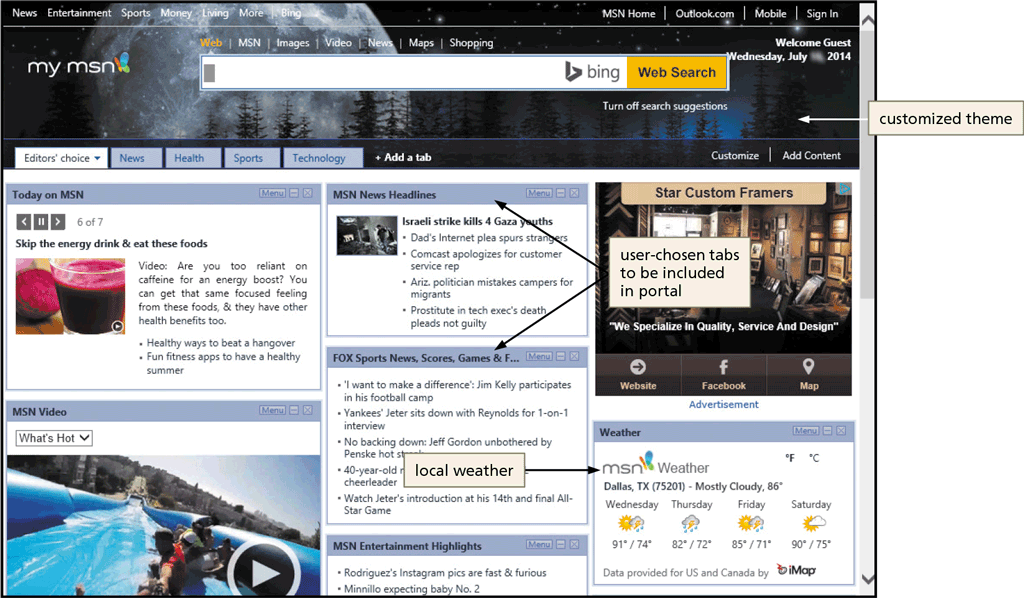 News Entertainment Sports Money Living More Bing
MSN Home Outlook.com Mobile Sign In
Web MSN Images Video News Maps Shopping
Welcome Guest
Wednesday, July 2014
my msn
bing Web Search
Turn off search suggestions
customized theme
Editors' choice News Health Sports Technology + Add a tab
Customize Add Content
Today on MSN Menu
6 of 7
Skip the energy drink & eat these foods
Video: Are you too reliant on
caffeine for an energy boost? You
can get that same focused feeling
from these foods, & they have other
health benefits too.
• Healthy ways to beat a hangover
• Fun fitness apps to have a healthy
summer
MSN Video Menu
What's Hot
MSN News Headlines Menu
Israeli strike kills 4 Gaza youths
• Dad's Internet plea spurs strangers
• Comcast apologizes for customer
service rep
• Ariz. politician mistakes campers for
migrants
• Prostitute in tech exec's death
pleads not guilty
user-chosen tabs
to be included
in portal
FOX Sports News, Scores, Games & F... Menu
• 'I want to make a difference': Jim Kelly participates
in his football camp
• Yankees' Jeter sits down with Reynolds for 1-on-1
interview
• No backing down: Jeff Gordon unbothered by
Penske hot
• 40-year-old
cheerleader
• Watch Jeter's introduction at his 14th and final All-
Star Game
local weather
MSN Entertainment Highlights Menu
• Rodriguez's Instagram pics are fast & furious
• Minnillo expecting baby No. 2
Star Custom Framers
"We Specialize In Quality, Service And Design"
Website Facebook Map
Advertisement
Weather Menu
msn Weather
°F °C
Dallas, TX (75201) - Mostly Cloudy, 86°
Wednesday Thursday Friday Saturday
91° / 74° 82° / 72° 85° / 71° 90° / 75°
Data provided for US and Canada by iMap